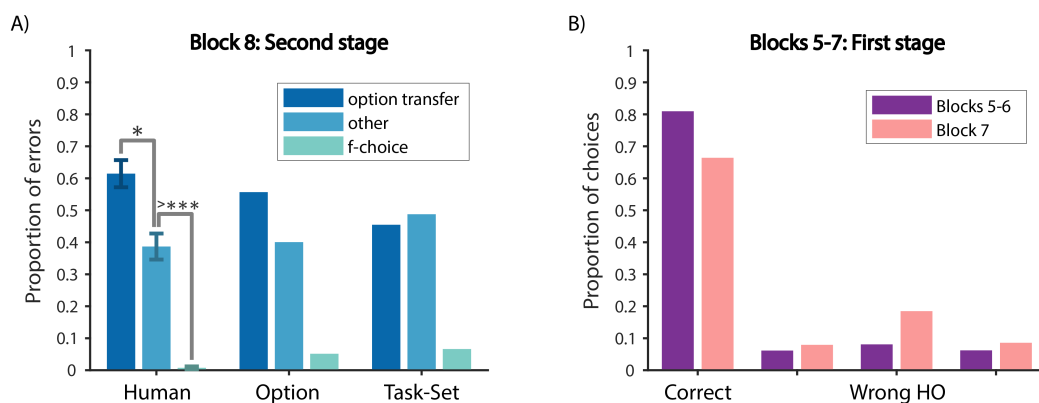 A)
Block 8: Second stage
Proportion of errors
1
0.9
0.8
0.7
0.6
0.5
0.4
0.3
0.2
0.1
0
option transfer
other
f-choice
*
>***
Human
Option
Task-Set
B)
Blocks 5-7: First stage
Proportion of choices
1
0.9
0.8
0.7
0.6
0.5
0.4
0.3
0.2
0.1
0
Blocks 5-6
Block 7
Correct
Wrong HO